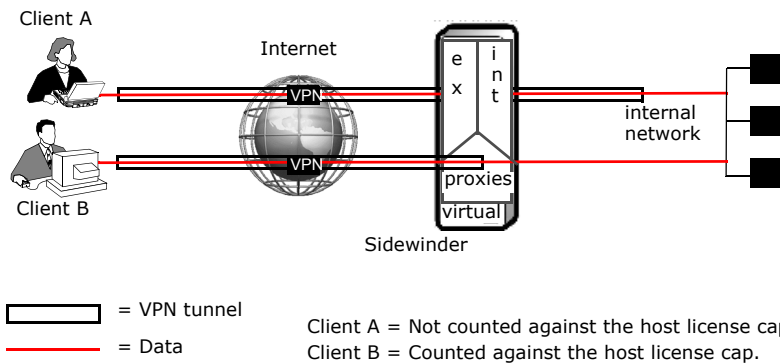 Client A
Internet
e x
i n t
VPN
internal network
VPN
proxies
Client B
virtual
Sidewinder
= VPN tunnel
Client A = Not counted against the host license cap
= Data
Client B = Counted against the host license cap.